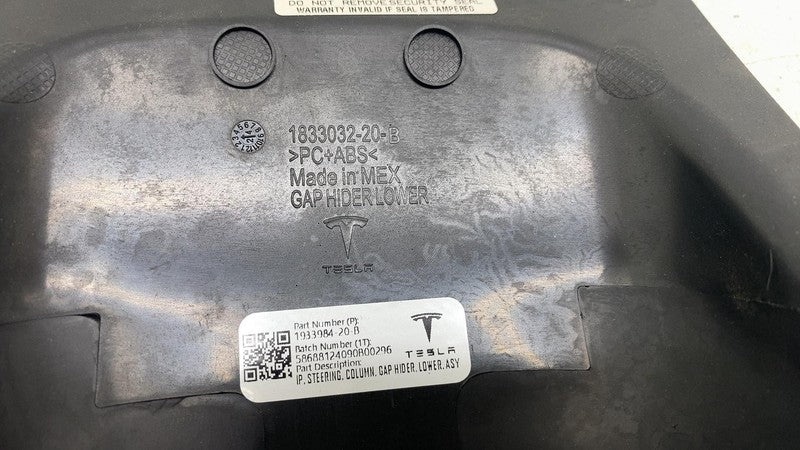 DO NOT REMOVE SECURITY SEAL
WARRANTY INVALID IF SEAL IS TAMPERED
1833032-20-B
>PC+ABS<
Made in MEX
GAP HIDER LOWER
TESLA
Part Number (P):
1933984-20-B
Batch Number (1T):
58688124090B00296
Part Description:
IP, STEERING, COLUMN, GAP HIDER, LOWER, ASY
TESLA